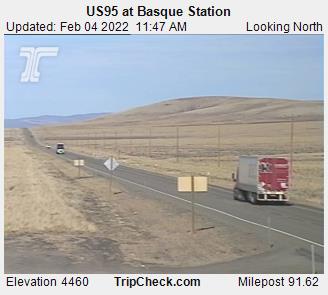 US95 at Basque Station
Updated: Feb 04 2022 11:47 AM Looking North
Elevation 4460 TripCheck.com Milepost 91.62